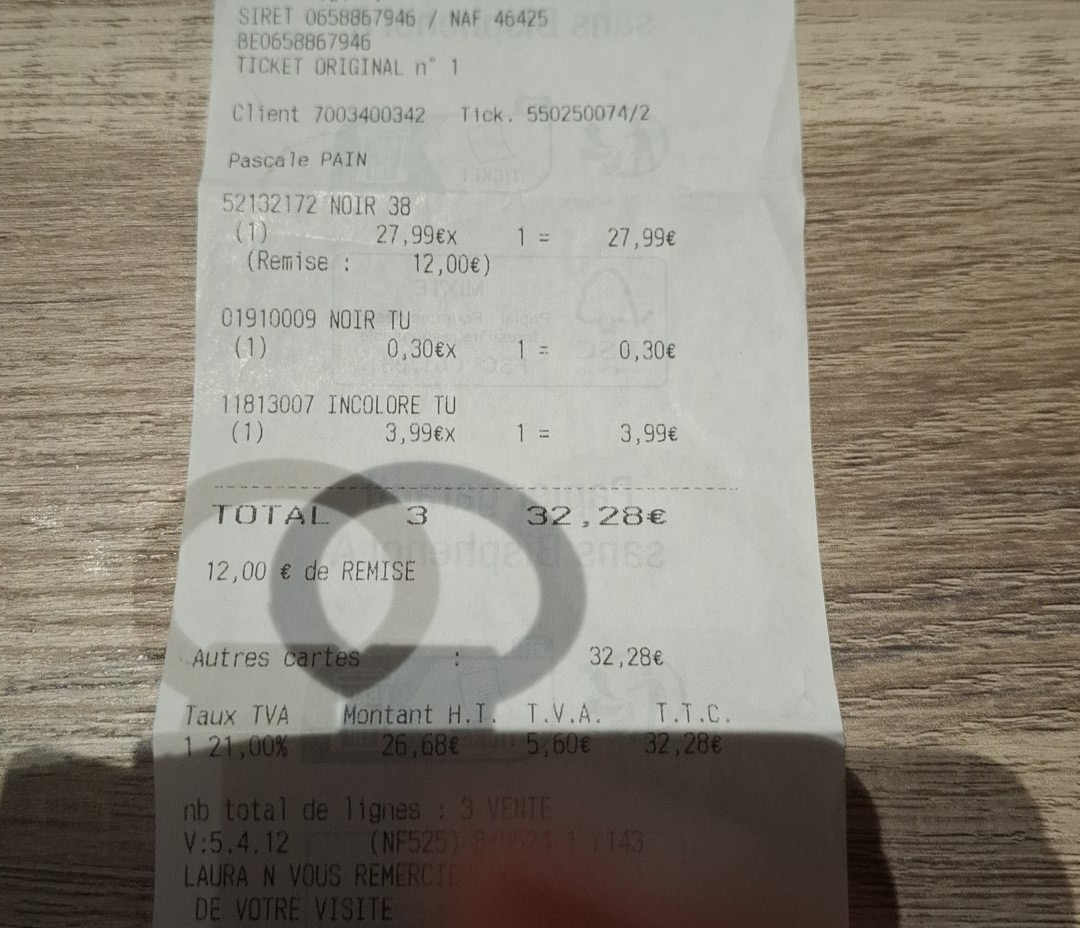 SIRET 0658867946 / NAF 46425
BE0658867946
TICKET ORIGINAL n° 1
Client 7003400342 Tick. 550250074/2
Pascale PAIN
52132172 NOIR 38
(1) 27,99€x 1 = 27,99€
(Remise : 12,00€)
01910009 NOIR TU
(1) 0,30€x 1 = 0,30€
11813007 INCOLORE TU
(1) 3,99€x 1 = 3,99€
TOTAL 3 32,28€
12,00 € de REMISE
Autres cartes : 32,28€
Taux TVA Montant H.T. T.V.A. T.T.C.
1 21,00% 26,68€ 5,60€ 32,28€
nb total de lignes : 3 VENTE
V:5.4.12 (NF525) r143
LAURA N VOUS REMERCIE
DE VOTRE VISITE